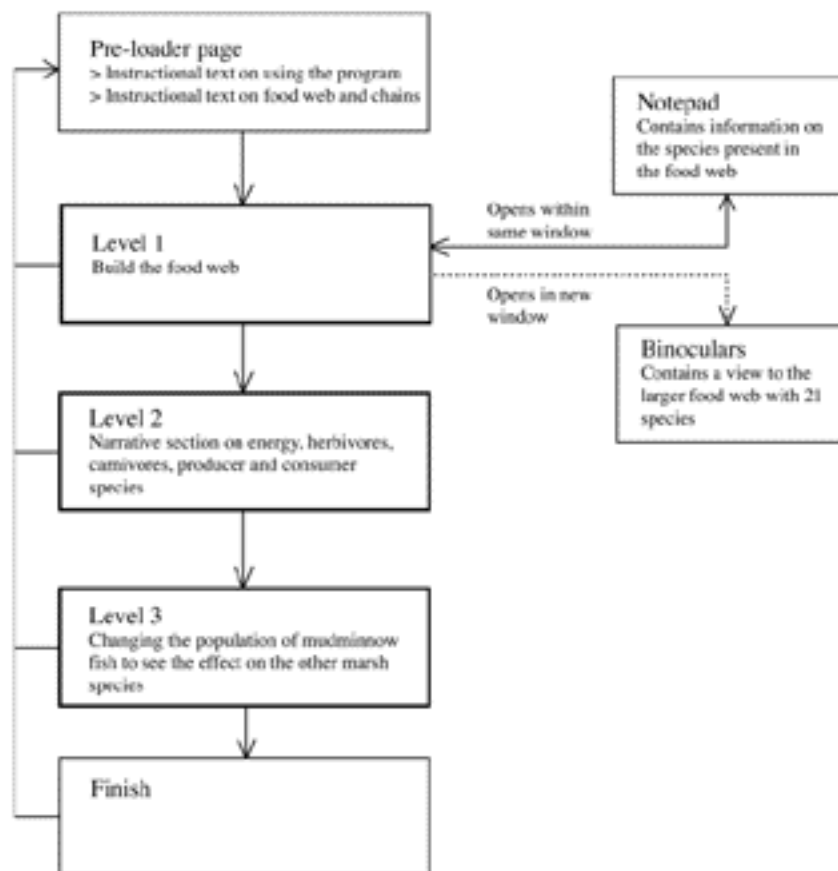 Pre-loader page
> Instructional text on using the program
> Instructional text on food web and chains
Notepad
Contains information on
the species present in
the food web
Opens within
same window
Level 1
Build the food web
Opens in new
window
Binoculars
Contains a view to the
larger food web with 21
species
Level 2
Narrative section on energy, herbivores,
carnivores, producer and consumer
species
Level 3
Changing the population of mudminnow
fish to see the effect on the other marsh
species
Finish